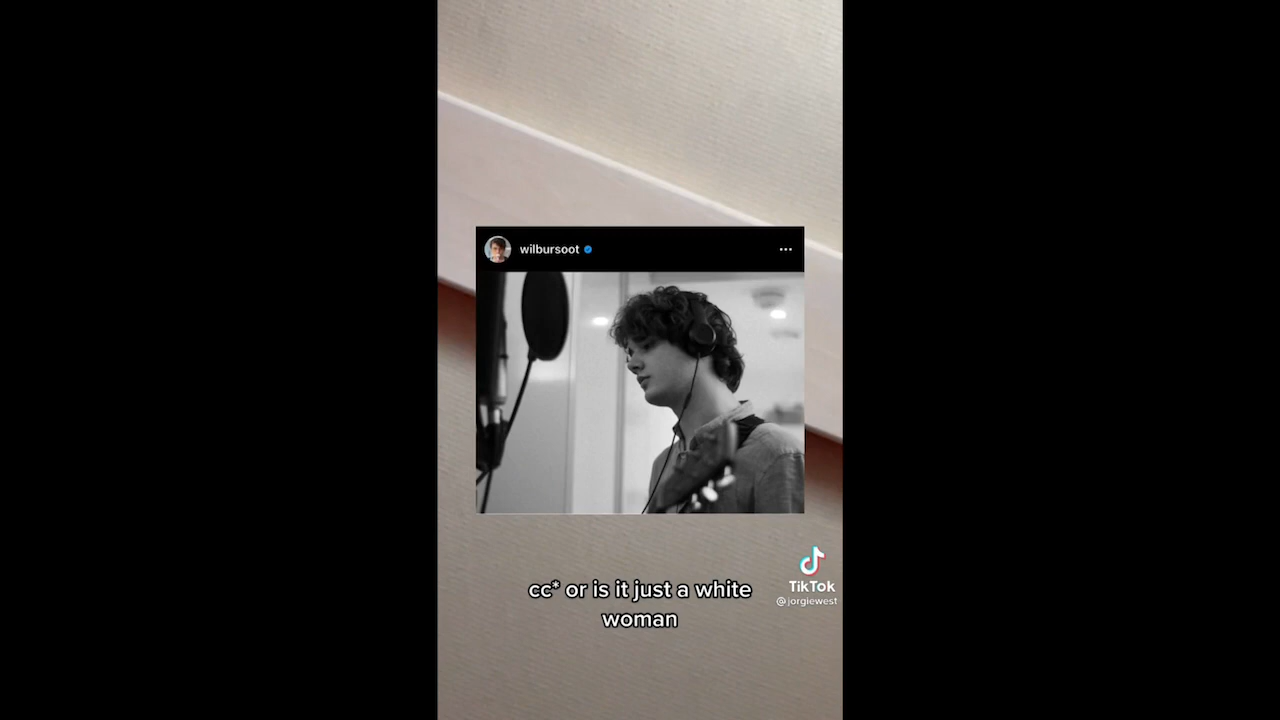 wilbursoot
cc* or is it just a white
woman
TikTok
@jorgiewest